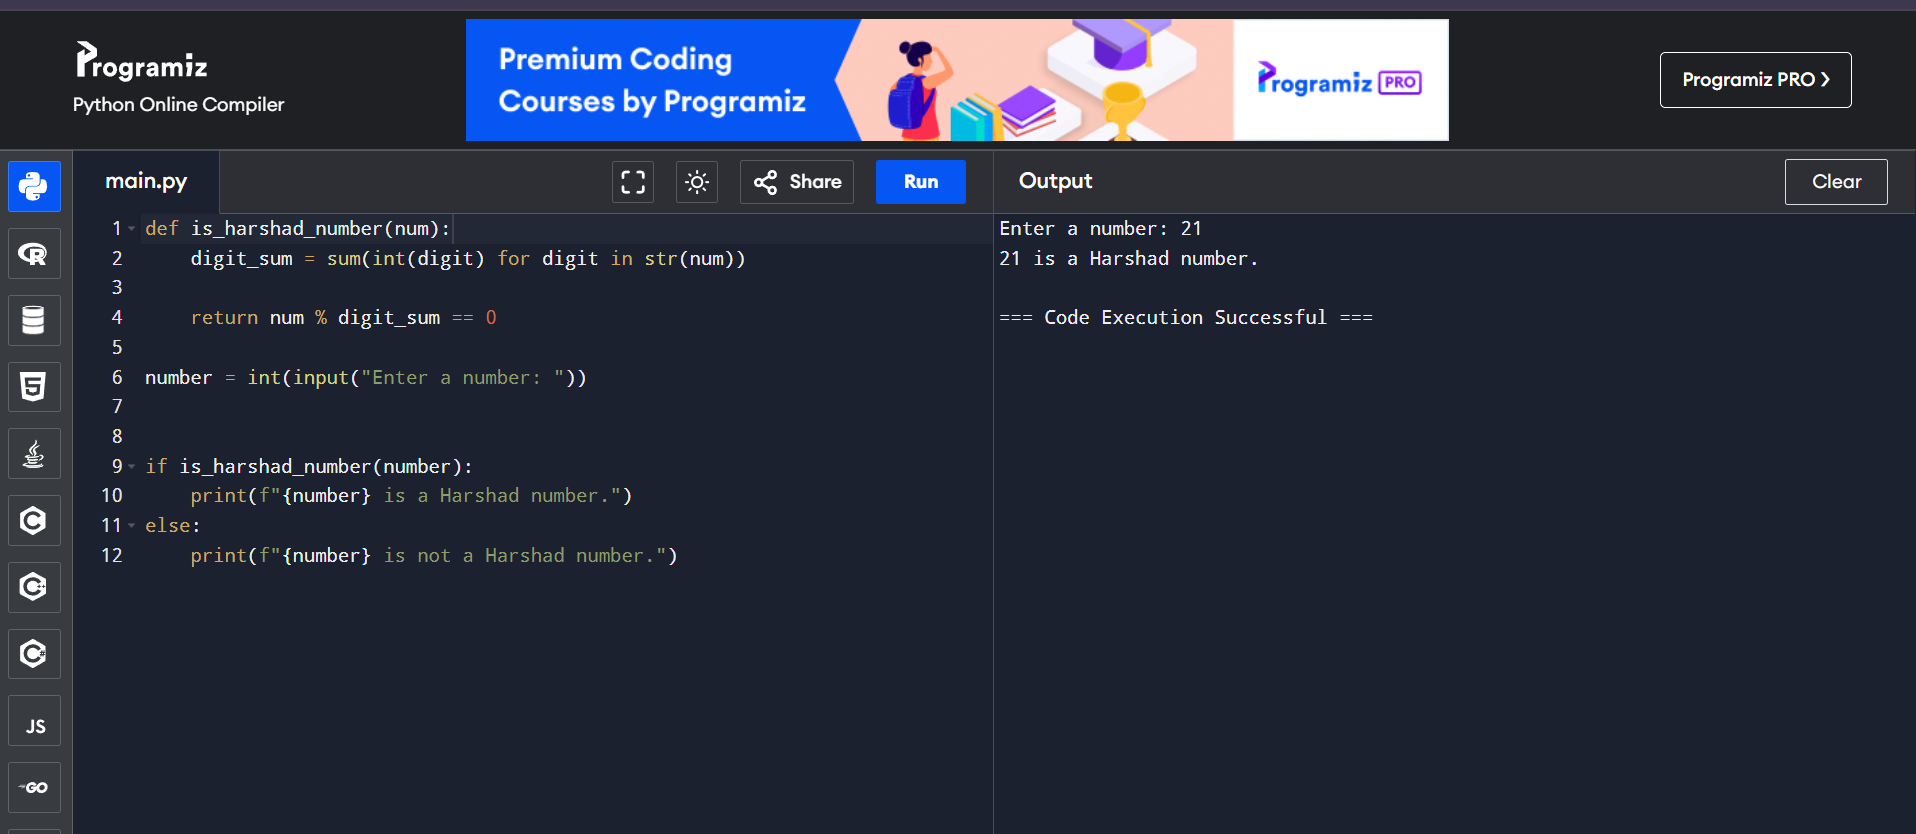 Programiz
Python Online Compiler
Premium Coding
Courses by Programiz
Programiz PRO
Programiz PRO ❯
main.py
Share
Run
Output
Clear
1 def is_harshad_number(num):
2     digit_sum = sum(int(digit) for digit in str(num))
3
4     return num % digit_sum == 0
5
6 number = int(input("Enter a number: "))
7
8
9 if is_harshad_number(number):
10     print(f"{number} is a Harshad number.")
11 else:
12     print(f"{number} is not a Harshad number.")
Enter a number: 21
21 is a Harshad number.
=== Code Execution Successful ===
R
5
C
C++
C#
JS
GO